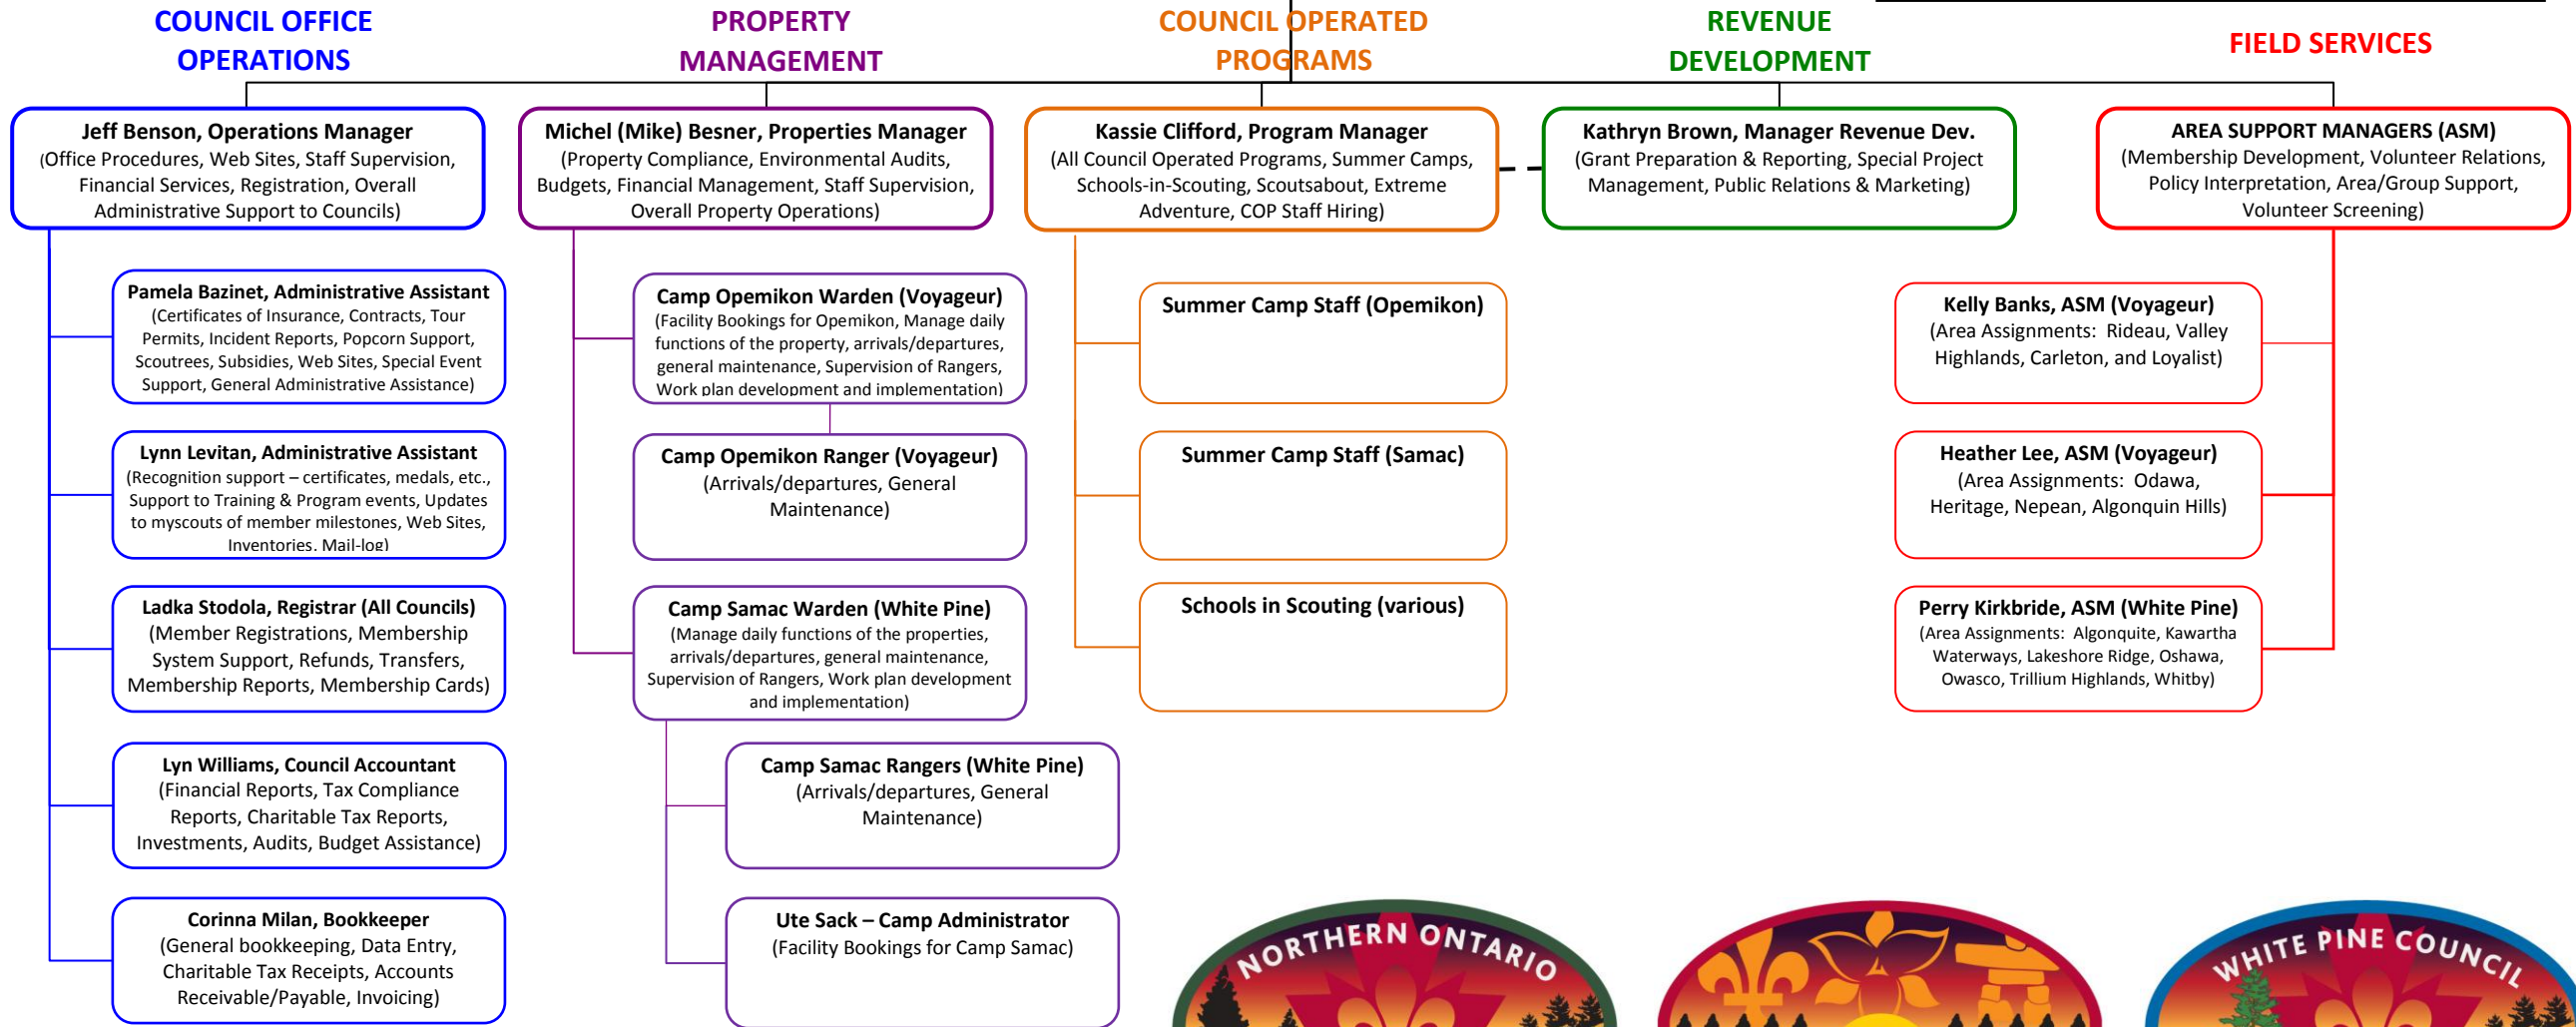 COUNCIL OFFICE
OPERATIONS
PROPERTY
MANAGEMENT
COUNCIL OPERATED
PROGRAMS
REVENUE
DEVELOPMENT
FIELD SERVICES
Jeff Benson, Operations Manager
(Office Procedures, Web Sites, Staff Supervision,
Financial Services, Registration, Overall
Administrative Support to Councils)
Michel (Mike) Besner, Properties Manager
(Property Compliance, Environmental Audits,
Budgets, Financial Management, Staff Supervision,
Overall Property Operations)
Kassie Clifford, Program Manager
(All Council Operated Programs, Summer Camps,
Schools-in-Scouting, Scoutsabout, Extreme
Adventure, COP Staff Hiring)
Kathryn Brown, Manager Revenue Dev.
(Grant Preparation & Reporting, Special Project
Management, Public Relations & Marketing)
AREA SUPPORT MANAGERS (ASM)
(Membership Development, Volunteer Relations,
Policy Interpretation, Area/Group Support,
Volunteer Screening)
Pamela Bazinet, Administrative Assistant
(Certificates of Insurance, Contracts, Tour
Permits, Incident Reports, Popcorn Support,
Scoutrees, Subsidies, Web Sites, Special Event
Support, General Administrative Assistance)
Lynn Levitan, Administrative Assistant
(Recognition support – certificates, medals, etc.,
Support to Training & Program events, Updates
to myscouts of member milestones, Web Sites,
Inventories, Mail-log)
Ladka Stodola, Registrar (All Councils)
(Member Registrations, Membership
System Support, Refunds, Transfers,
Membership Reports, Membership Cards)
Lyn Williams, Council Accountant
(Financial Reports, Tax Compliance
Reports, Charitable Tax Reports,
Investments, Audits, Budget Assistance)
Corinna Milan, Bookkeeper
(General bookkeeping, Data Entry,
Charitable Tax Receipts, Accounts
Receivable/Payable, Invoicing)
Camp Opemikon Warden (Voyageur)
(Facility Bookings for Opemikon, Manage daily
functions of the property, arrivals/departures,
general maintenance, Supervision of Rangers,
Work plan development and implementation)
Camp Opemikon Ranger (Voyageur)
(Arrivals/departures, General
Maintenance)
Camp Samac Warden (White Pine)
(Manage daily functions of the properties,
arrivals/departures, general maintenance,
Supervision of Rangers, Work plan development
and implementation)
Camp Samac Rangers (White Pine)
(Arrivals/departures, General
Maintenance)
Ute Sack – Camp Administrator
(Facility Bookings for Camp Samac)
Summer Camp Staff (Opemikon)
Summer Camp Staff (Samac)
Schools in Scouting (various)
Kelly Banks, ASM (Voyageur)
(Area Assignments: Rideau, Valley
Highlands, Carleton, and Loyalist)
Heather Lee, ASM (Voyageur)
(Area Assignments: Odawa,
Heritage, Nepean, Algonquin Hills)
Perry Kirkbride, ASM (White Pine)
(Area Assignments: Algonquite, Kawartha
Waterways, Lakeshore Ridge, Oshawa,
Owasco, Trillium Highlands, Whitby)
NORTHERN ONTARIO
WHITE PINE COUNCIL